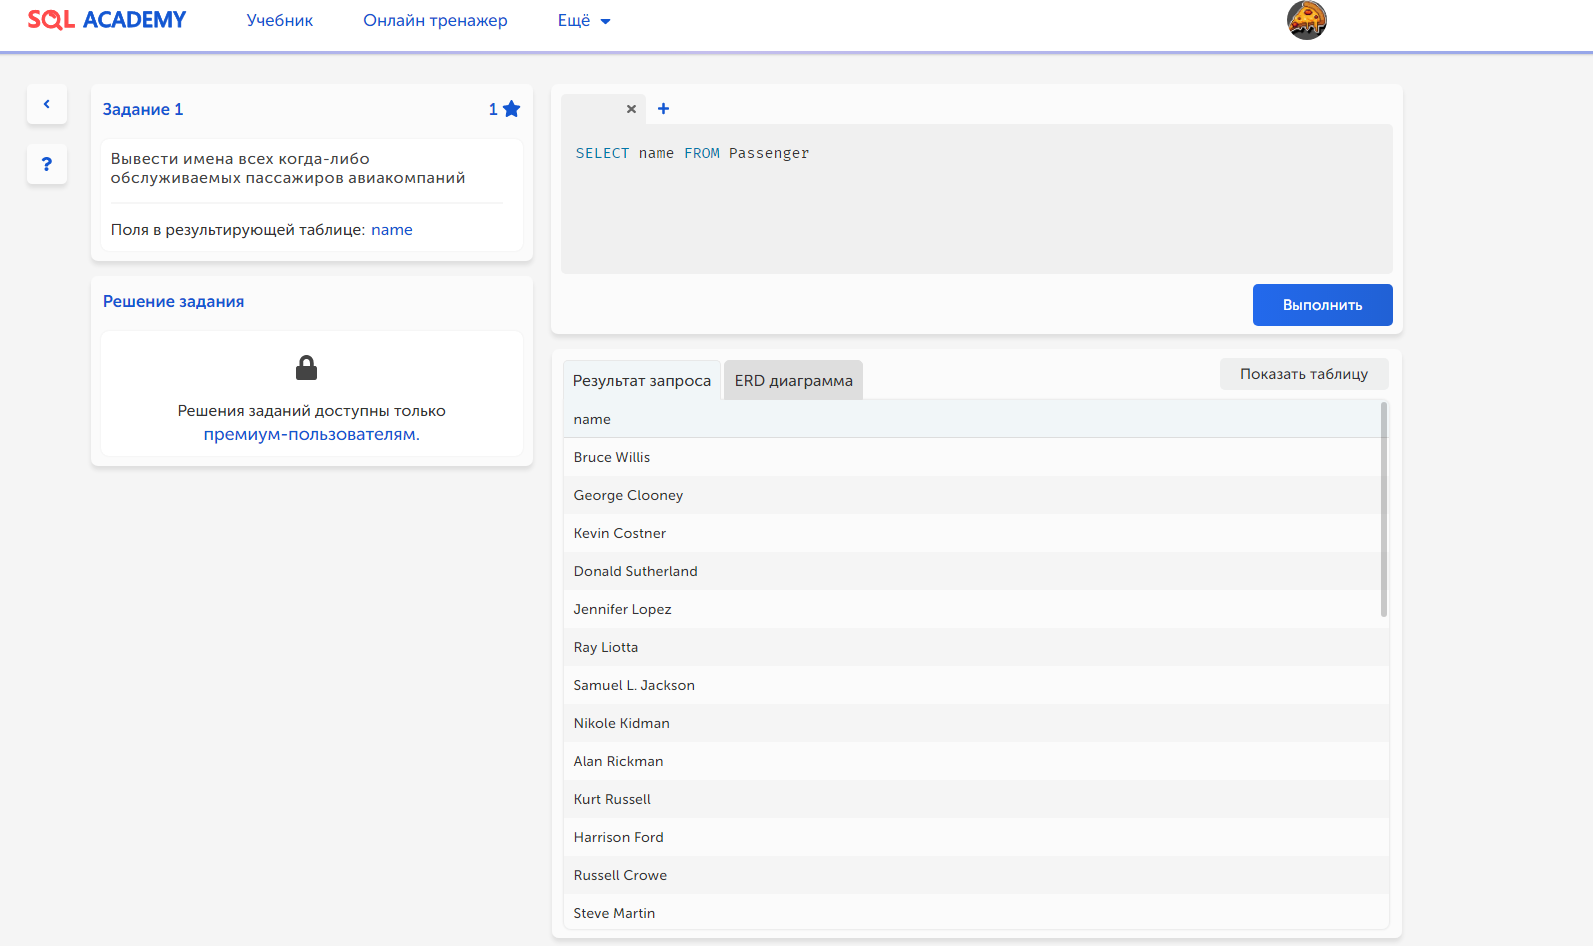 SQL ACADEMY
Учебник
Онлайн тренажер
Ещё
Задание 1
1
Вывести имена всех когда-либо
обслуживаемых пассажиров авиакомпаний
Поля в результирующей таблице: name
Решение задания
Решения заданий доступны только
премиум-пользователям.
SELECT name FROM Passenger
Выполнить
Результат запроса
ERD диаграмма
Показать таблицу
name
Bruce Willis
George Clooney
Kevin Costner
Donald Sutherland
Jennifer Lopez
Ray Liotta
Samuel L. Jackson
Nikole Kidman
Alan Rickman
Kurt Russell
Harrison Ford
Russell Crowe
Steve Martin